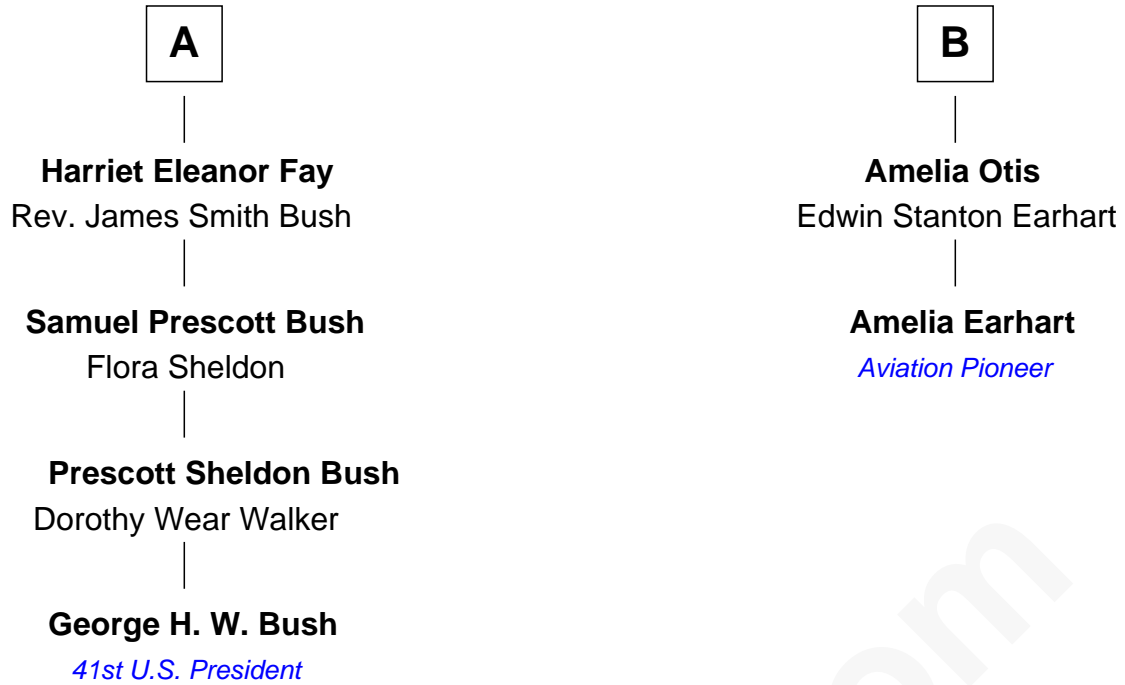 A
Harriet Eleanor Fay
Rev. James Smith Bush
Samuel Prescott Bush
Flora Sheldon
Prescott Sheldon Bush
Dorothy Wear Walker
George H. W. Bush
41st U.S. President
B
Amelia Otis
Edwin Stanton Earhart
Amelia Earhart
Aviation Pioneer
om